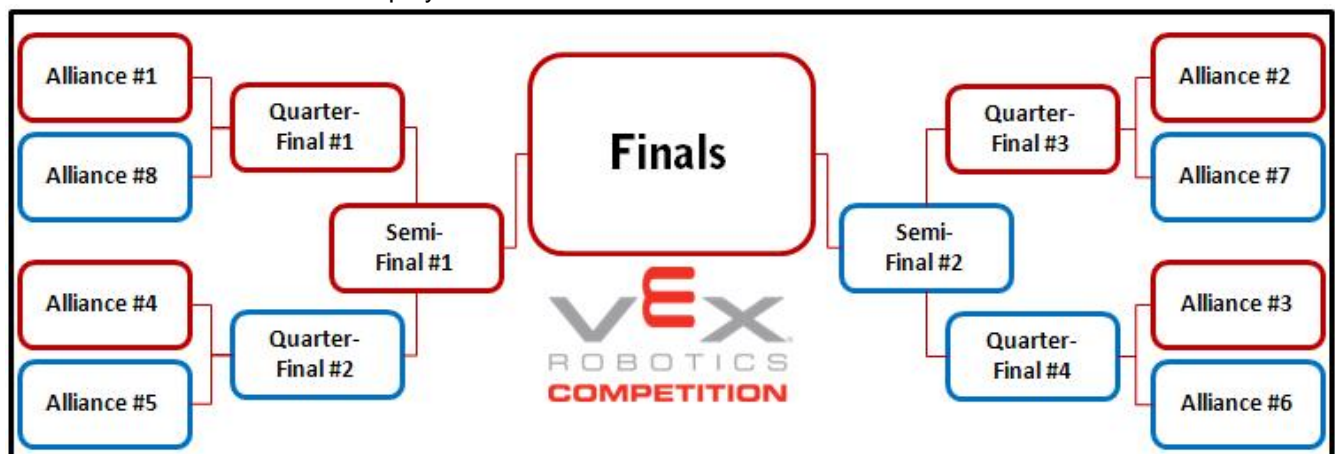 Alliance #1
Quarter-
Final #1
Alliance #8
Semi-
Final #1
Alliance #4
Quarter-
Final #2
Alliance #5
Finals
VEX
ROBOTICS
COMPETITION
Alliance #2
Quarter-
Final #3
Alliance #7
Semi-
Final #2
Alliance #3
Quarter-
Final #4
Alliance #6